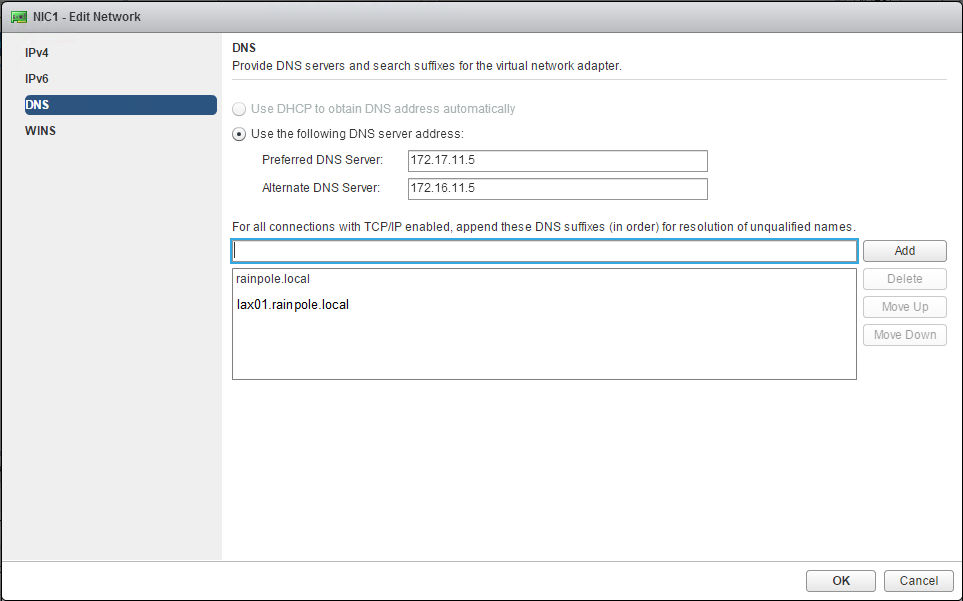 NIC1 - Edit Network
IPv4
IPv6
DNS
WINS
DNS
Provide DNS servers and search suffixes for the virtual network adapter.
Use DHCP to obtain DNS address automatically
Use the following DNS server address:
Preferred DNS Server: 172.17.11.5
Alternate DNS Server: 172.16.11.5
For all connections with TCP/IP enabled, append these DNS suffixes (in order) for resolution of unqualified names.
Add
rainpole.local
lax01.rainpole.local
Delete
Move Up
Move Down
OK Cancel